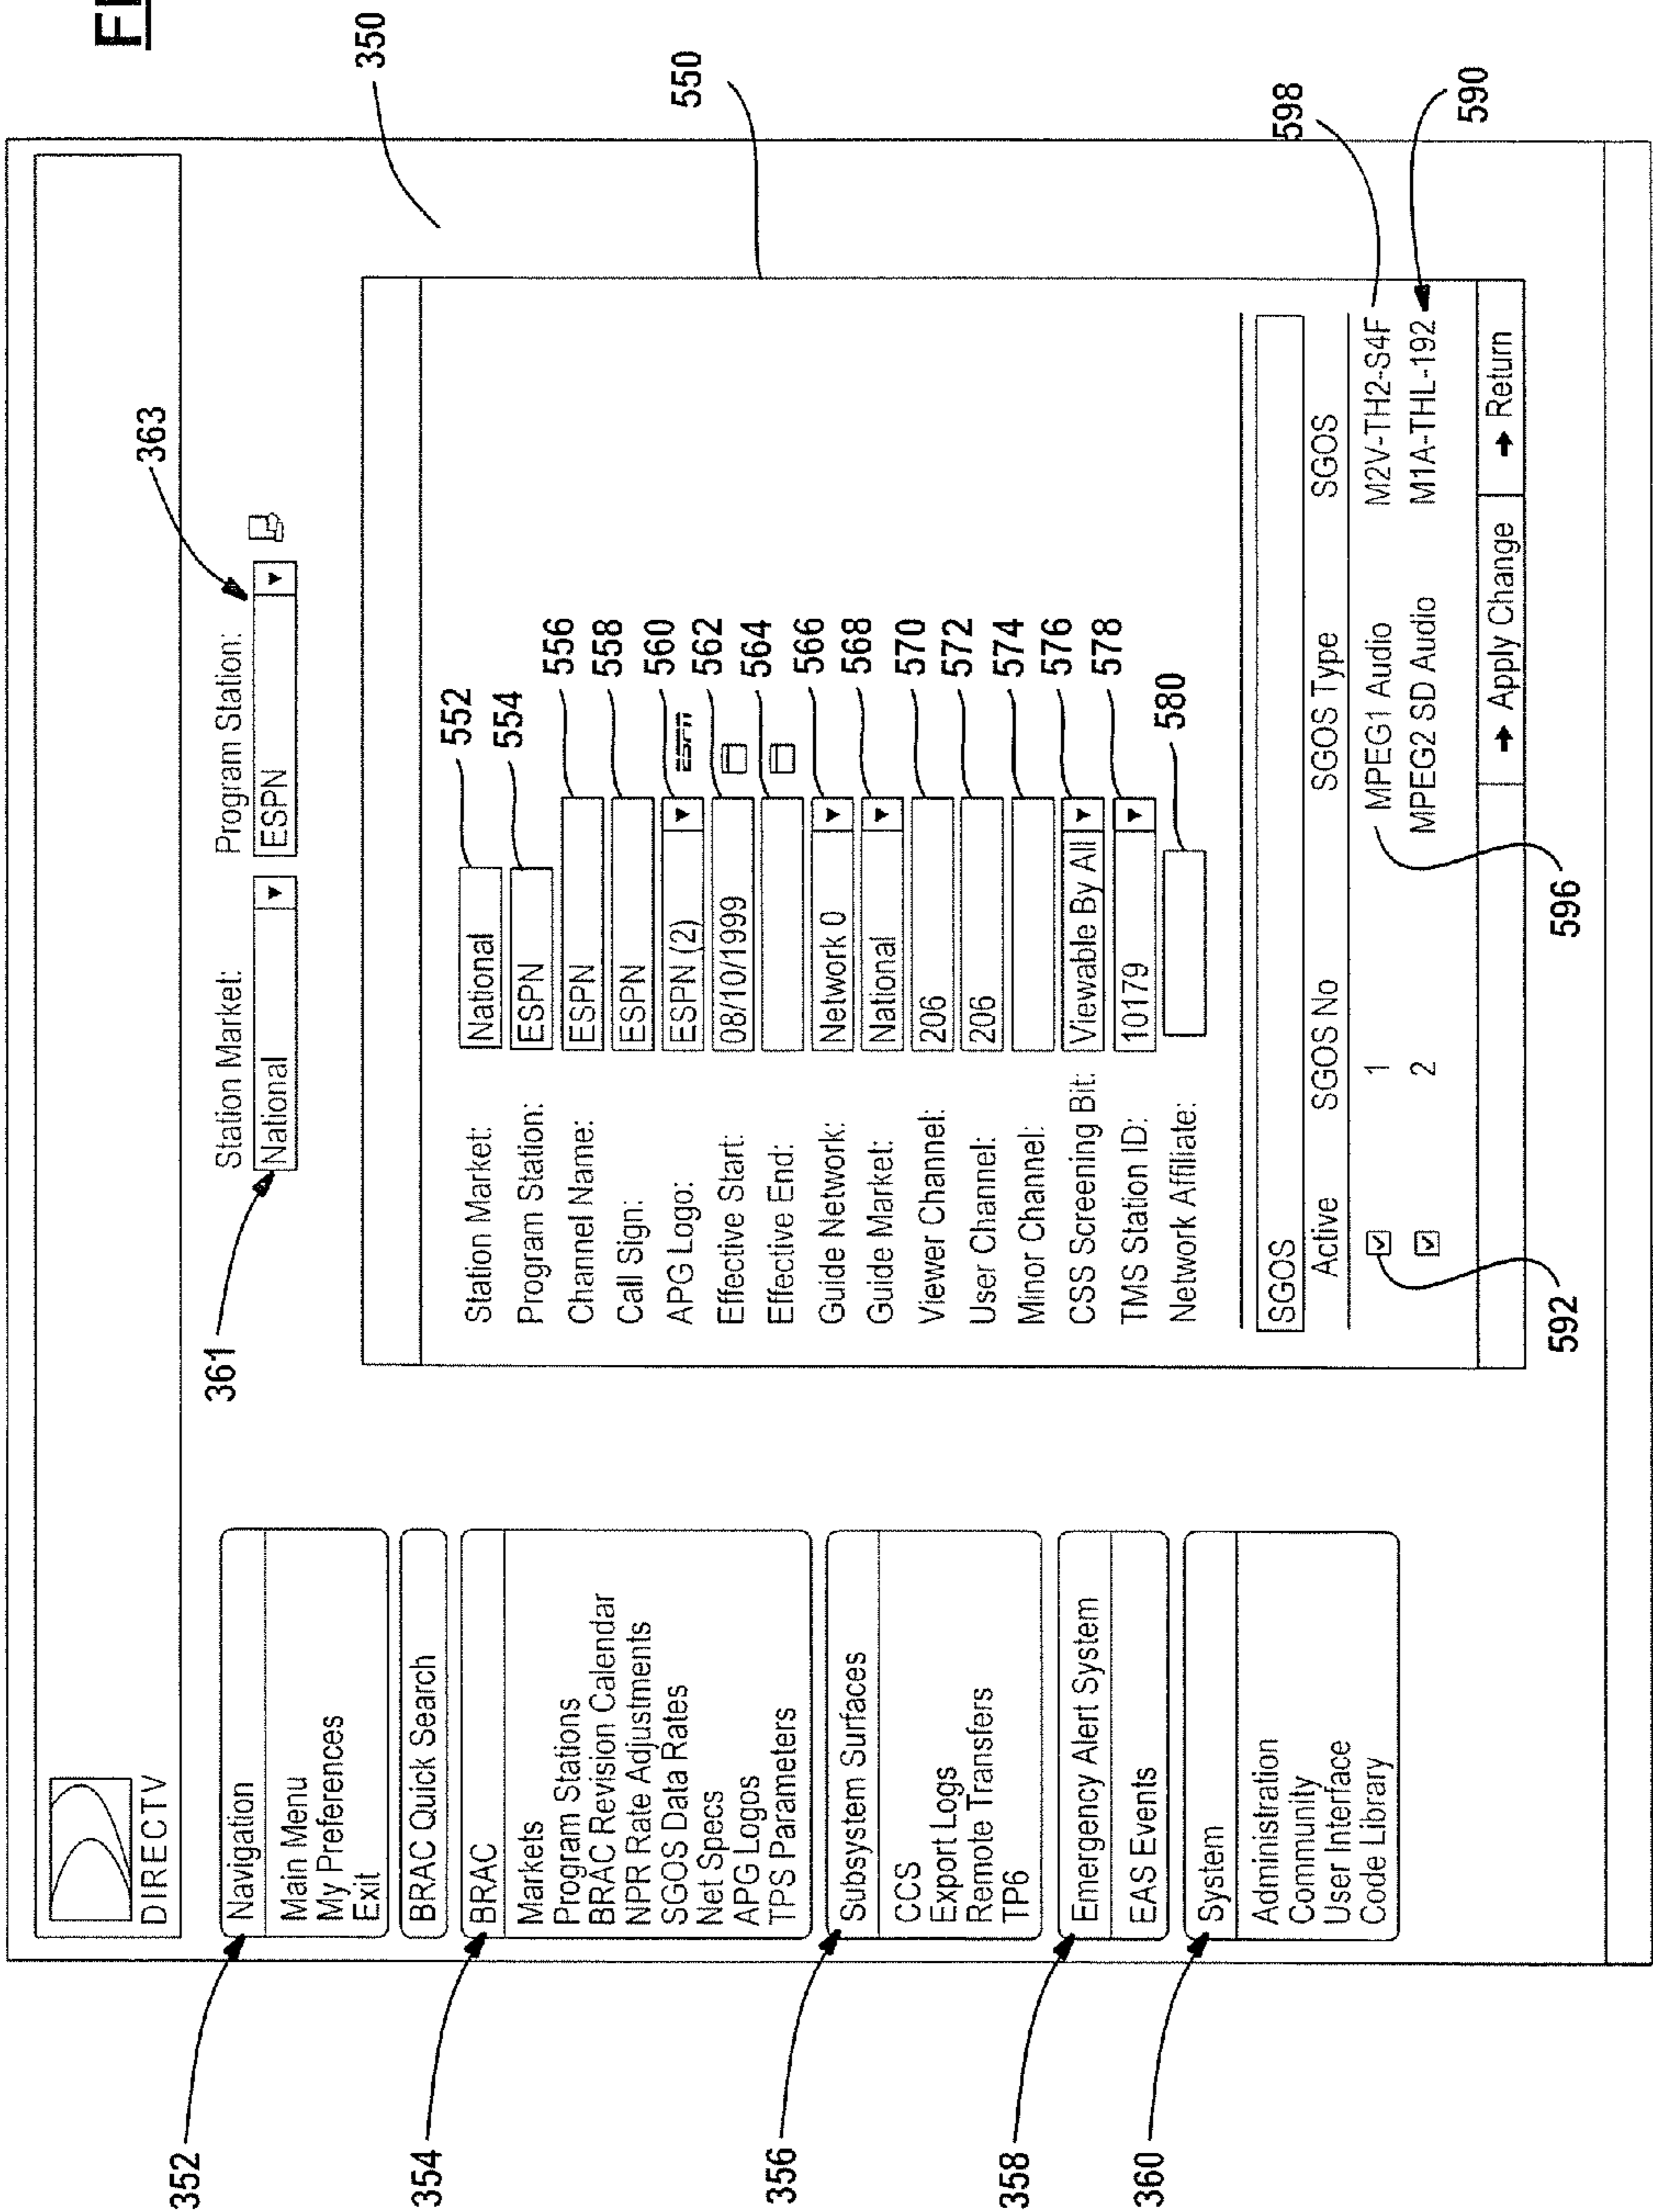 FI
350
DIRECTV
352
Navigation
Main Menu
My Preferences
Exit
BRAC Quick Search
354
BRAC
Markets
Program Stations
BRAC Revision Calendar
NPR Rate Adjustments
SGOS Data Rates
Net Specs
APG Logos
TPS Parameters
356
Subsystem Surfaces
CCS
Export Logs
Remote Transfers
TP6
358
Emergency Alert System
EAS Events
360
System
Administration
Community
User Interface
Code Library
361
Station Market:
National
Program Station:
ESPN
363
550
Station Market: National 552
Program Station: ESPN 554
Channel Name: ESPN 556
Call Sign: ESPN 558
APG Logo: ESPN (2) ESPN 560
Effective Start: 08/10/1999 562
Effective End: 564
Guide Network: Network 0 566
Guide Market: National 568
Viewer Channel: 206 570
User Channel: 206 572
Minor Channel: 574
CSS Screening Bit: Viewable By All 576
TMS Station ID: 10179 578
Network Affiliate: 580
SGOS
Active SGOS No SGOS Type SGOS
1 MPEG1 Audio M2V-TH2-S4F 598
2 MPEG2 SD Audio M1A-THL-192 590
Apply Change Return
592
596